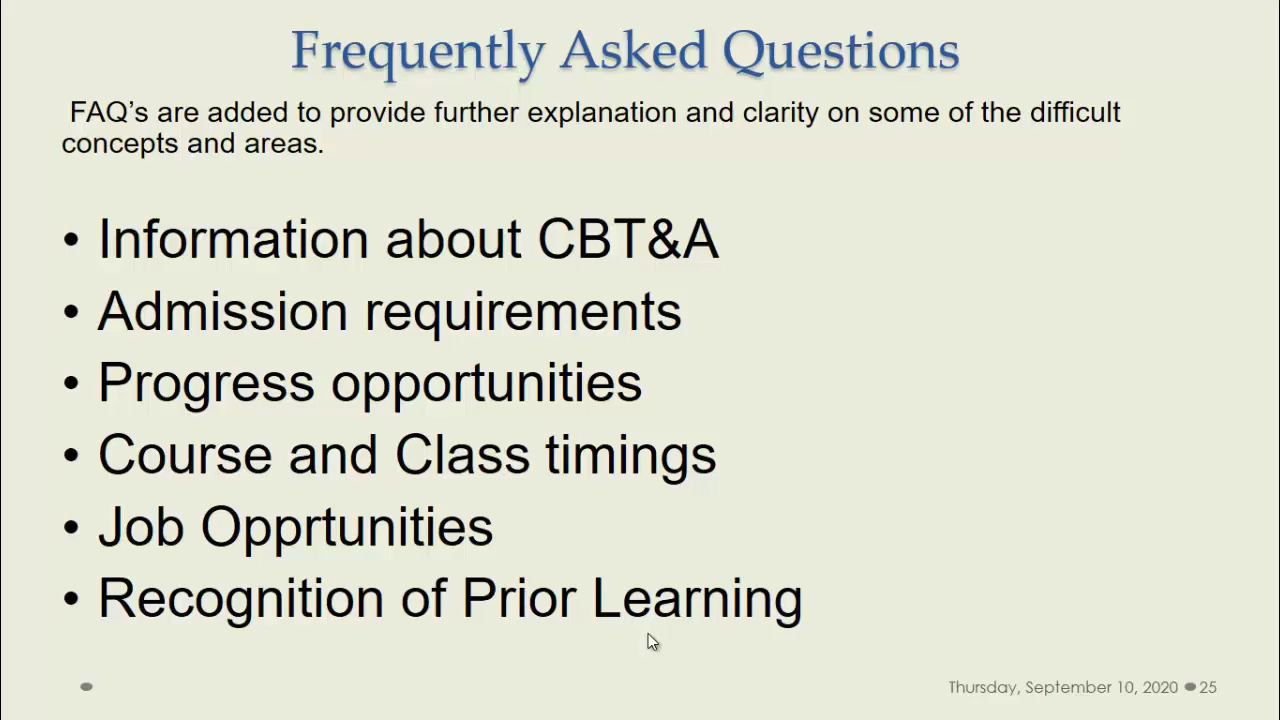 Frequently Asked Questions
FAQ’s are added to provide further explanation and clarity on some of the difficult
concepts and areas.
• Information about CBT&A
• Admission requirements
• Progress opportunities
• Course and Class timings
• Job Opprtunities
• Recognition of Prior Learning
Thursday, September 10, 2020 ● 25